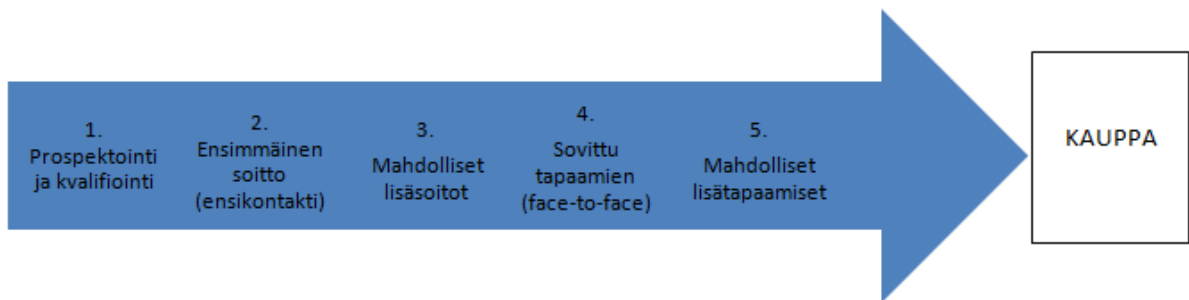 1.
Prospektointi
ja kvalifiointi
2.
Ensimmäinen
soitto
(ensikontakti)
3.
Mahdolliset
lisäsoitot
4.
Sovittu
tapaamien
(face-to-face)
5.
Mahdolliset
lisätapaamiset
KAUPPA